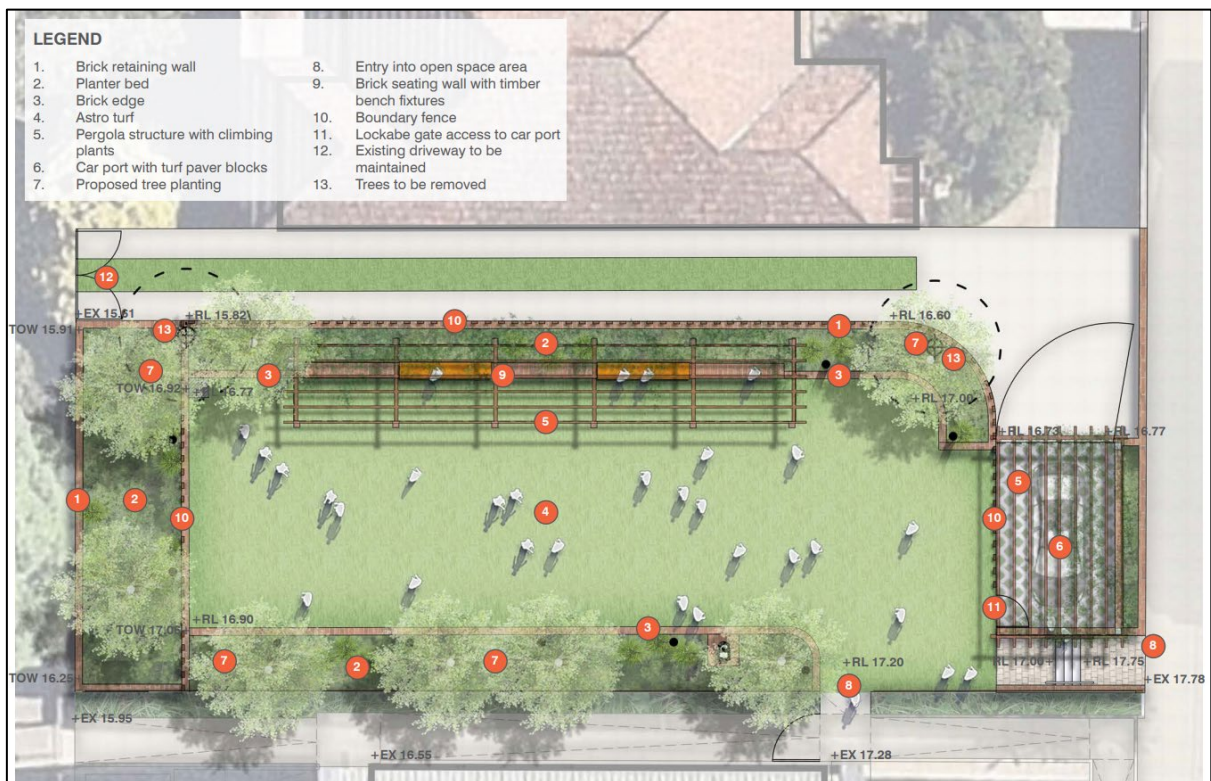 LEGEND
1. Brick retaining wall
2. Planter bed
3. Brick edge
4. Astro turf
5. Pergola structure with climbing
plants
6. Car port with turf paver blocks
7. Proposed tree planting
8. Entry into open space area
9. Brick seating wall with timber
bench fixtures
10. Boundary fence
11. Lockabe gate access to car port
12. Existing driveway to be
maintained
13. Trees to be removed
12
+EX 15.61
+RL 15.82\
TOW 15.91
13
10
1
+RL 16.60
2
7
13
7
TOW 16.92
+RL 16.77
3
9
3
+RL 17.00
5
+RL 16.73
+RL 16.77
5
1
2
10
4
10
6
11
+RL 16.90
TOW 17.05
3
8
7
2
7
+RL 17.20
RL 17.00
+RL 17.75
TOW 16.25
8
+EX 17.78
+EX 15.95
+EX 16.55
+EX 17.28